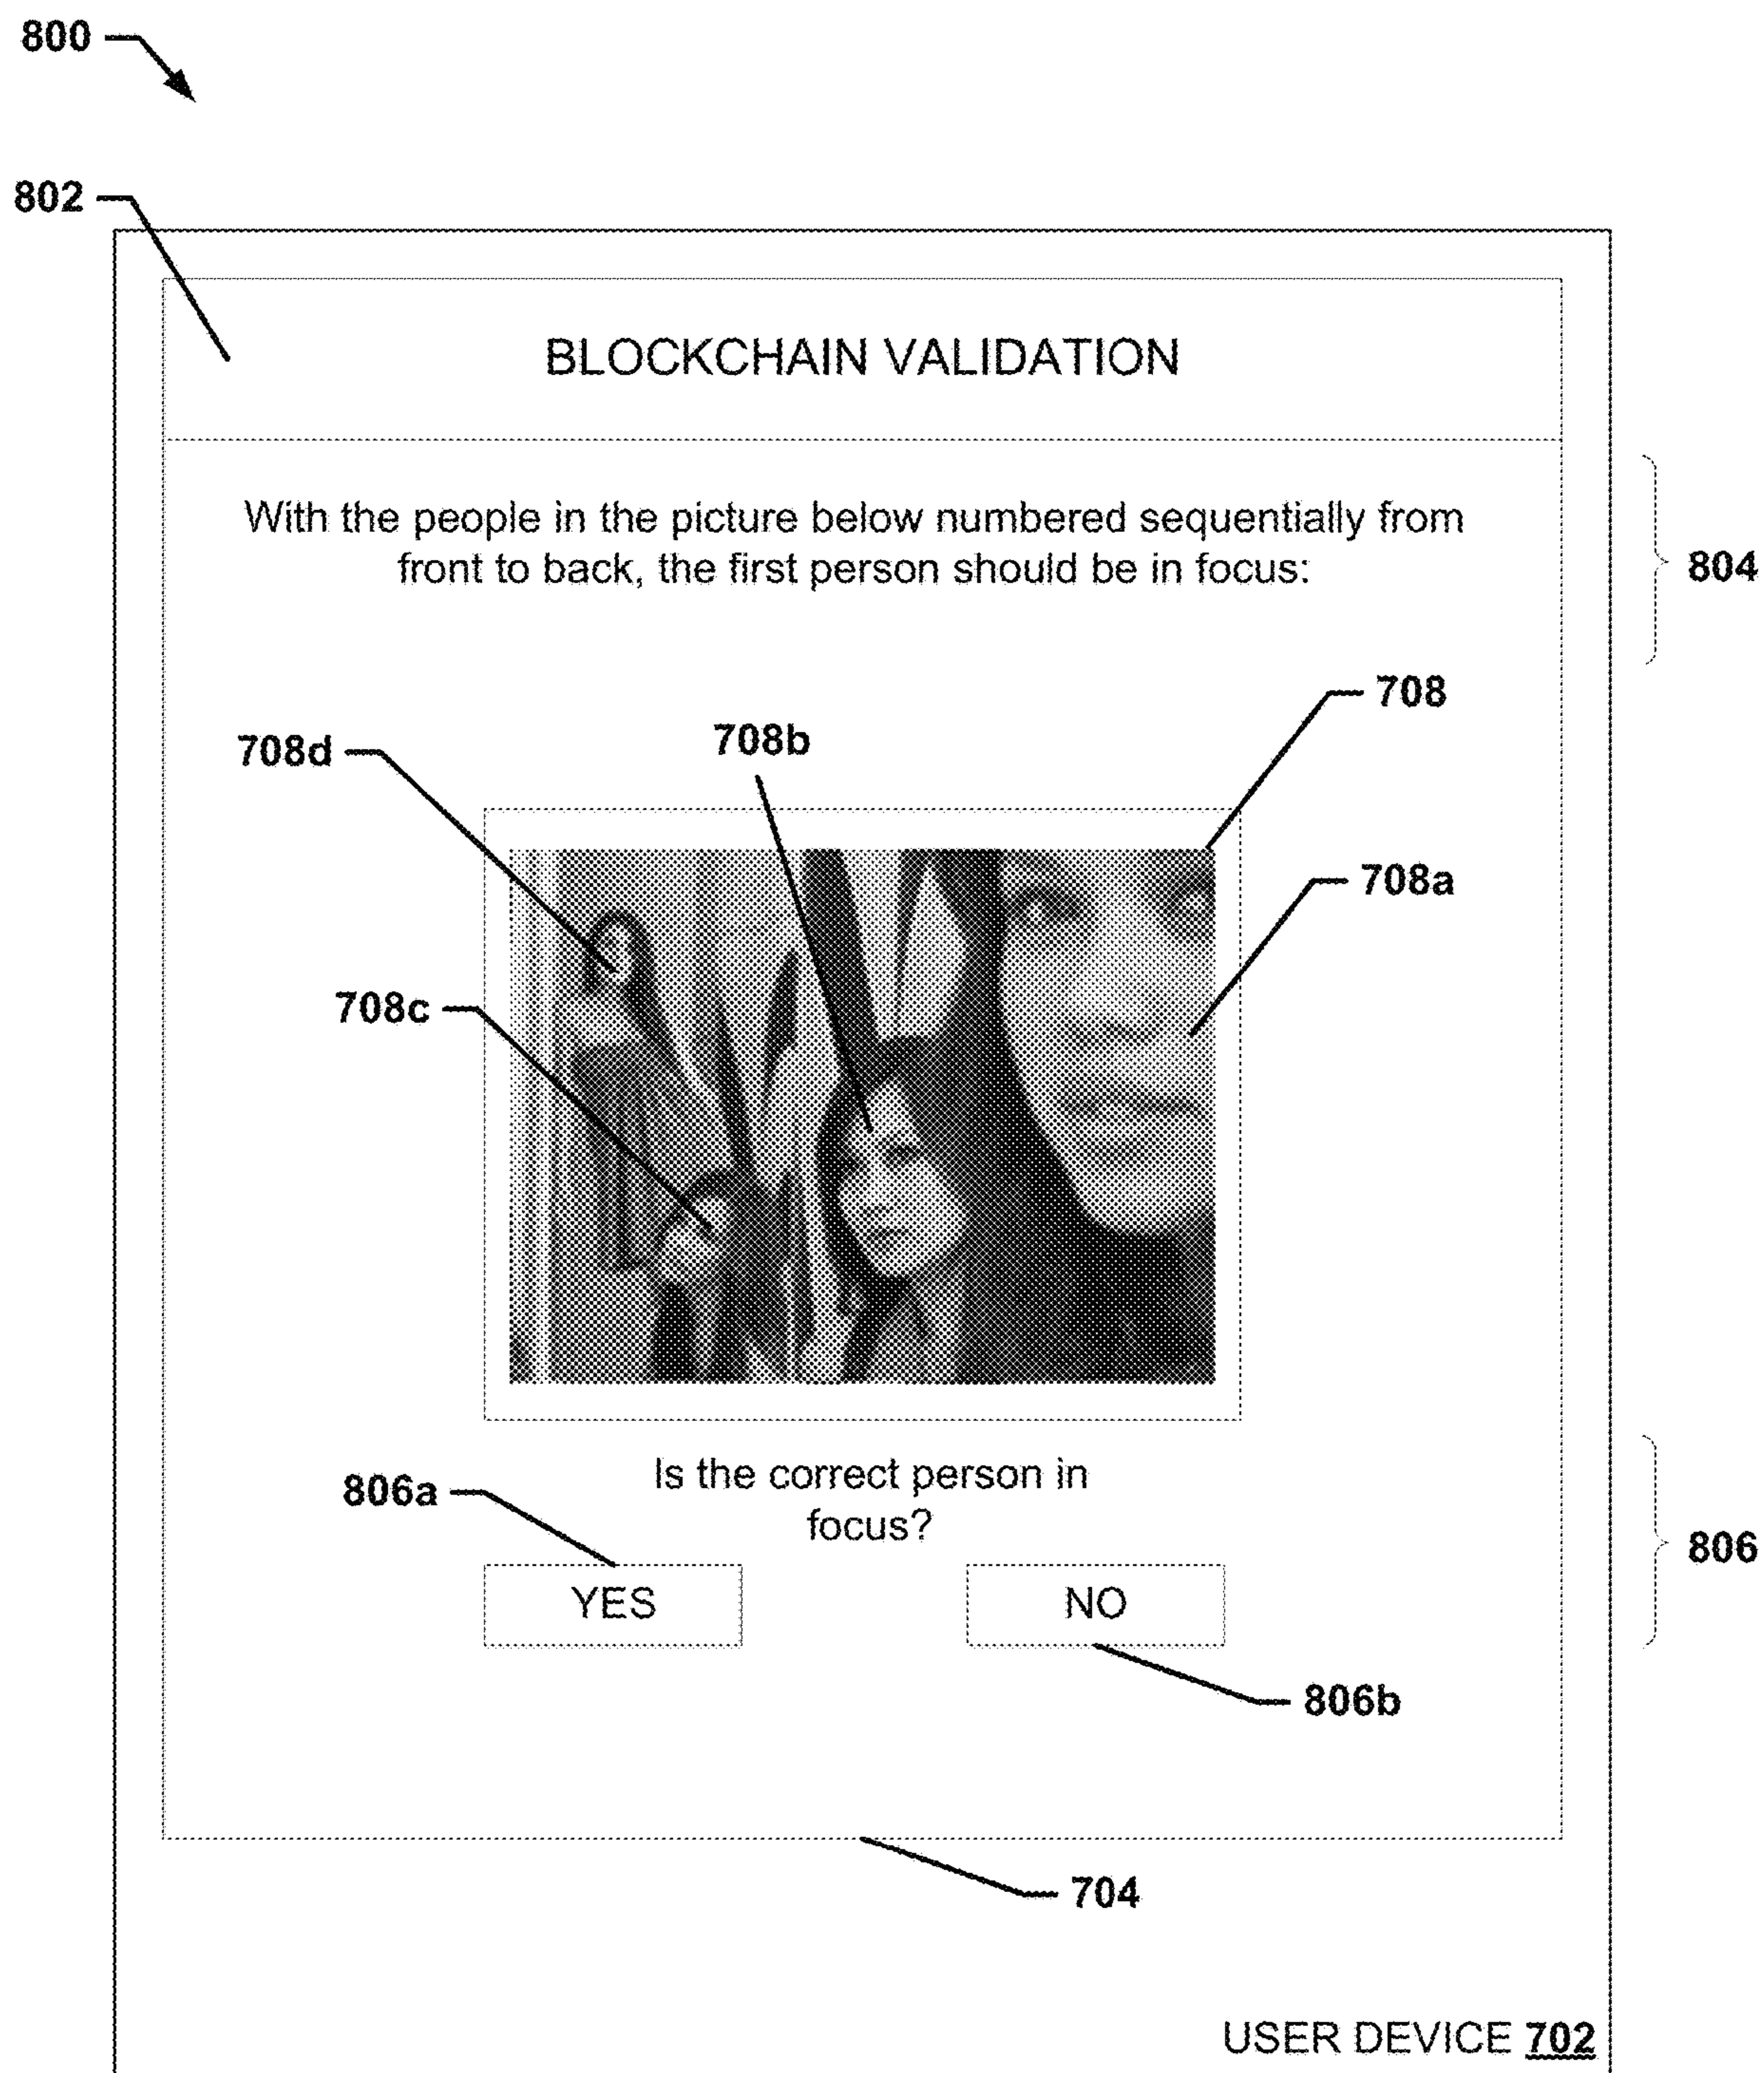 800
802
BLOCKCHAIN VALIDATION
With the people in the picture below numbered sequentially from
front to back, the first person should be in focus:
804
708
708d
708b
708a
708c
806a
Is the correct person in
focus?
806
YES
NO
806b
704
USER DEVICE 702